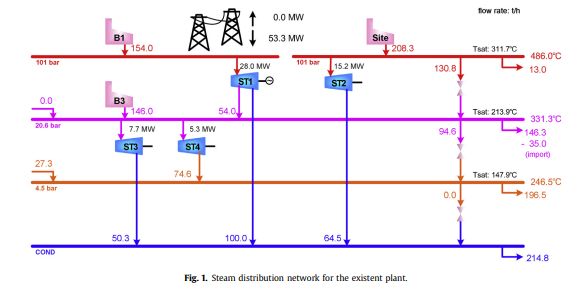 flow rate: t/h
0.0 MW
53.3 MW
B1
154.0
Site
208.3
Tsat: 311.7°C
486.0°C
101 bar
101 bar
13.0
28.0 MW
15.2 MW
130.8
ST1
ST2
B3
0.0
146.0
54.0
Tsat: 213.9°C
331.3°C
20.6 bar
7.7 MW
5.3 MW
94.6
146.3
- 35.0
(import)
ST3
ST4
27.3
74.6
Tsat: 147.9°C
246.5°C
4.5 bar
0.0
196.5
50.3
100.0
64.5
COND
214.8
Fig. 1. Steam distribution network for the existent plant.